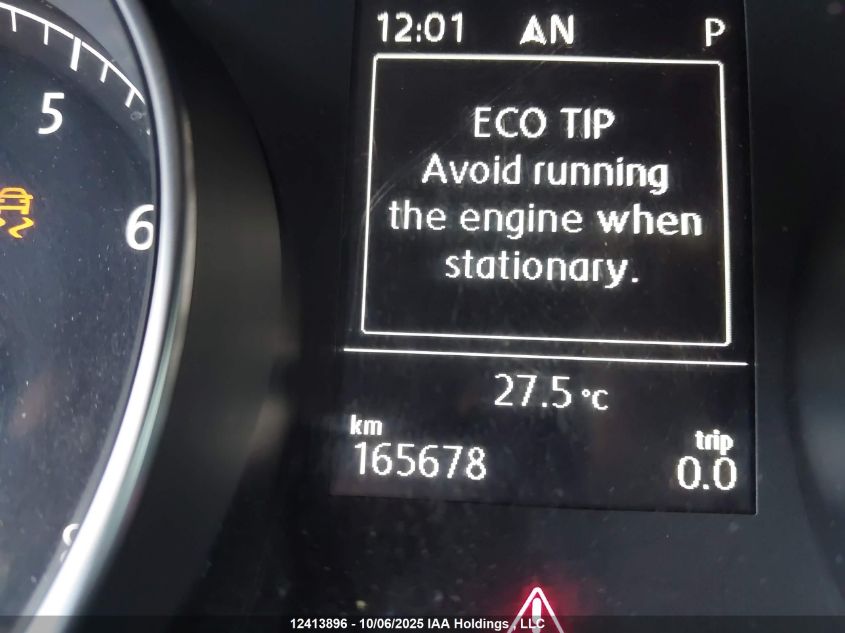 12:01 AN P
5
6
ECO TIP
Avoid running
the engine when
stationary.
27.5 °C
km
trip
165678
0.0
12413896 - 10/06/2025 IAA Holdings , LLC